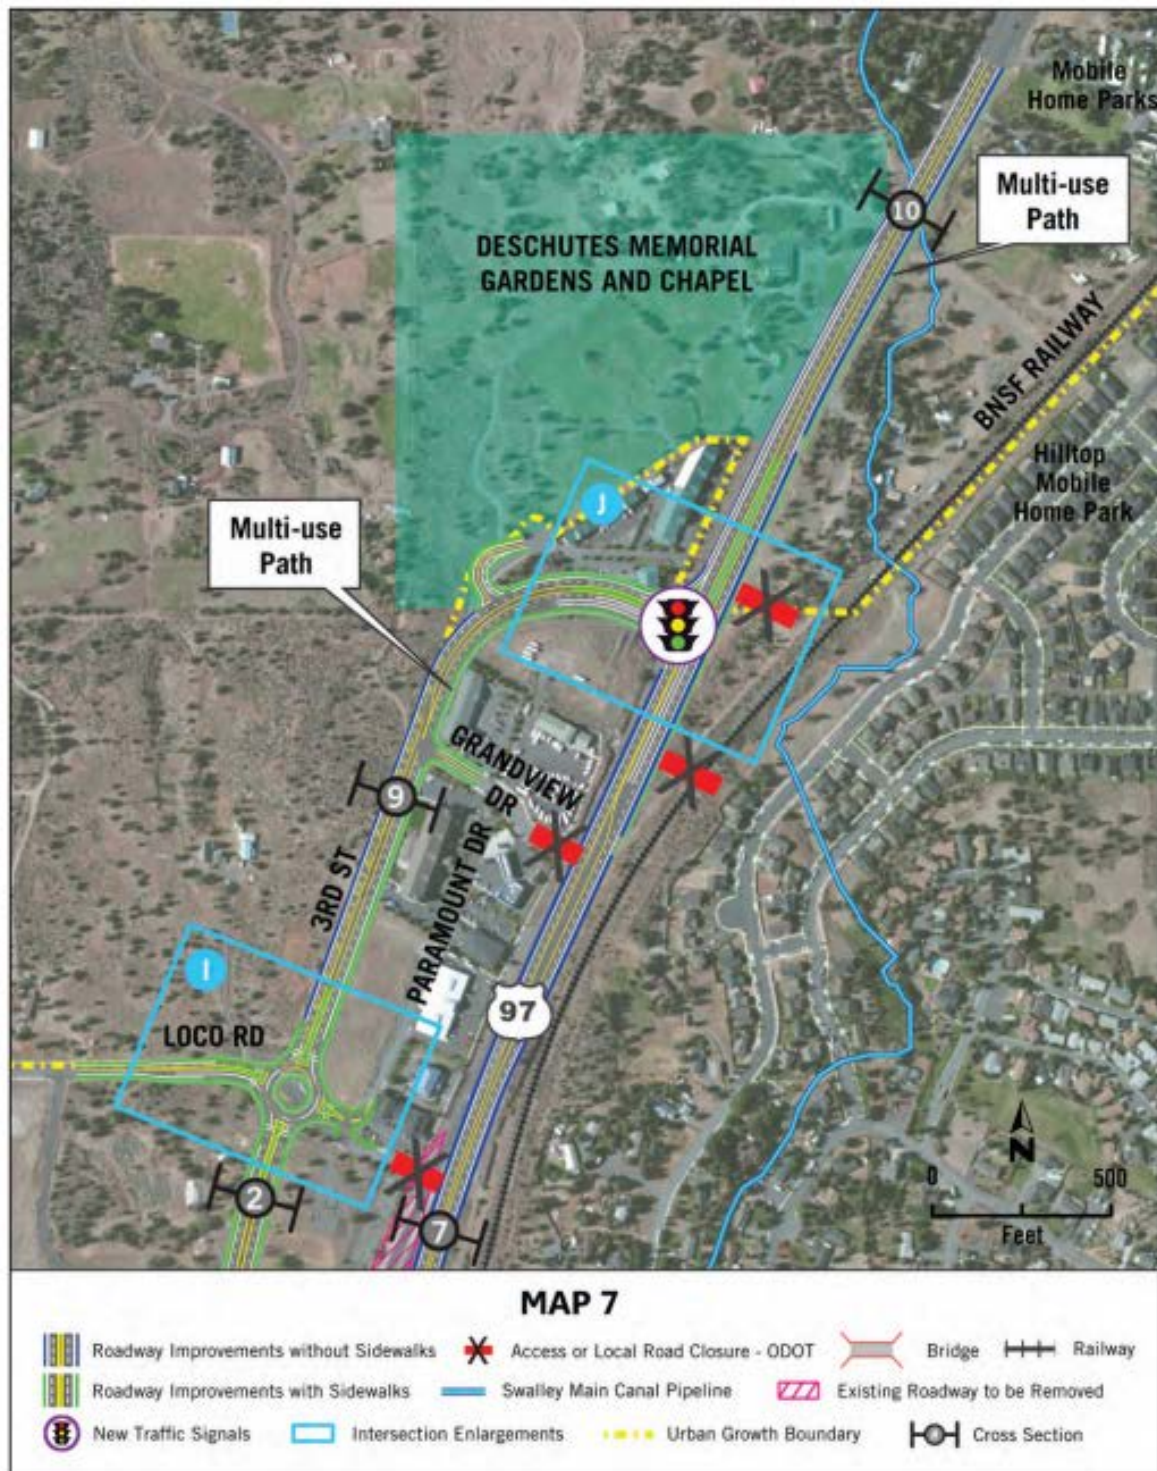 Mobile
Home Parks
Multi-use
Path
10
DESCHUTES MEMORIAL
GARDENS AND CHAPEL
BNSF RAILWAY
Hilltop
Mobile
Home Park
J
Multi-use
Path
GRANDVIEW
DR
9
PARAMOUNT DR
3RD ST
I
97
LOCO RD
N
0 500
Feet
2
7
MAP 7
Roadway Improvements without Sidewalks
Access or Local Road Closure - ODOT
Bridge
Railway
Roadway Improvements with Sidewalks
Swalley Main Canal Pipeline
Existing Roadway to be Removed
New Traffic Signals
Intersection Enlargements
Urban Growth Boundary
Cross Section